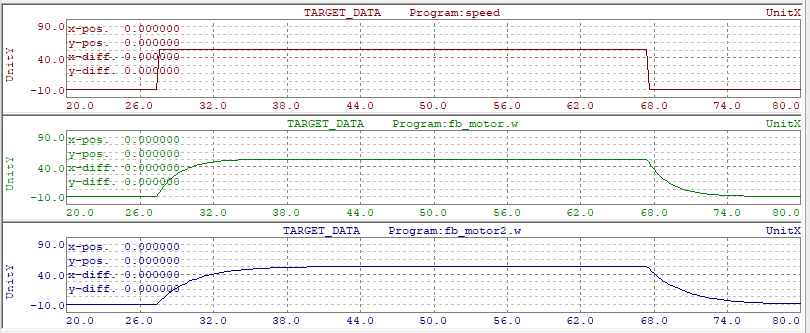 TARGET_DATA Program:speed UnitX
90.0 x-pos. 0.000000
y-pos. 0.000000
40.0 x-diff. 0.000000
y-diff. 0.000000
-10.0
UnitY
20.0 26.0 32.0 38.0 44.0 50.0 56.0 62.0 68.0 74.0 80.0
TARGET_DATA Program:fb_motor.w UnitX
90.0 x-pos. 0.000000
y-pos. 0.000000
40.0 x-diff. 0.000000
y-diff. 0.000000
-10.0
UnitY
20.0 26.0 32.0 38.0 44.0 50.0 56.0 62.0 68.0 74.0 80.0
TARGET_DATA Program:fb_motor2.w UnitX
90.0 x-pos. 0.000000
y-pos. 0.000000
40.0 x-diff. 0.000000
y-diff. 0.000000
-10.0
UnitY
20.0 26.0 32.0 38.0 44.0 50.0 56.0 62.0 68.0 74.0 80.0